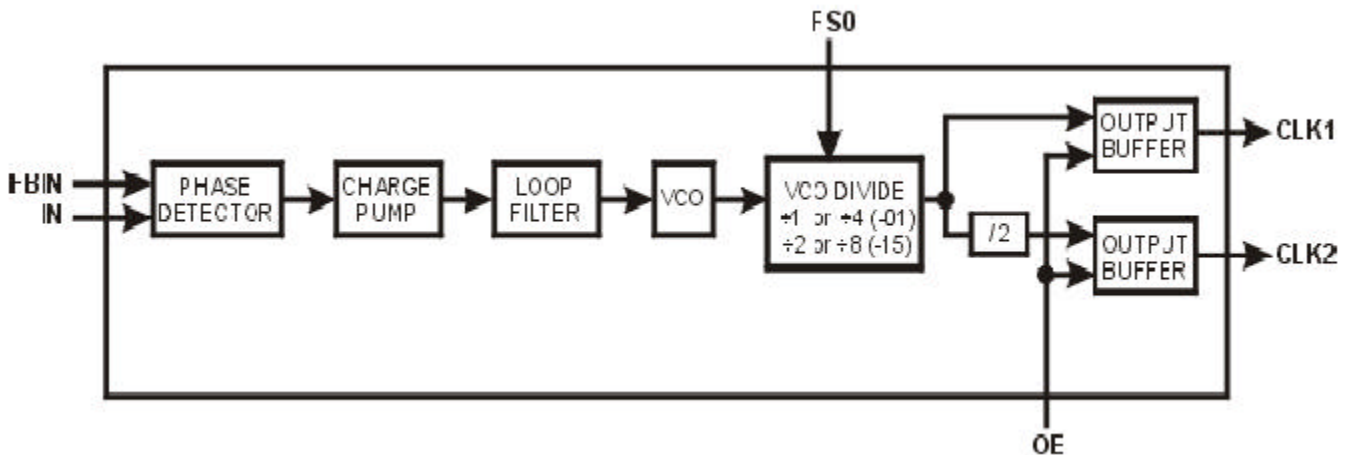 FS0
FBIN
IN
PHASE
DETECTOR
CHARGE
PUMP
LOOP
FILTER
VCO
VCO DIVIDE
÷1 or ÷4 (-01)
÷2 or ÷8 (-15)
/2
OUTPUT
BUFFER
CLK1
OUTPUT
BUFFER
CLK2
OE